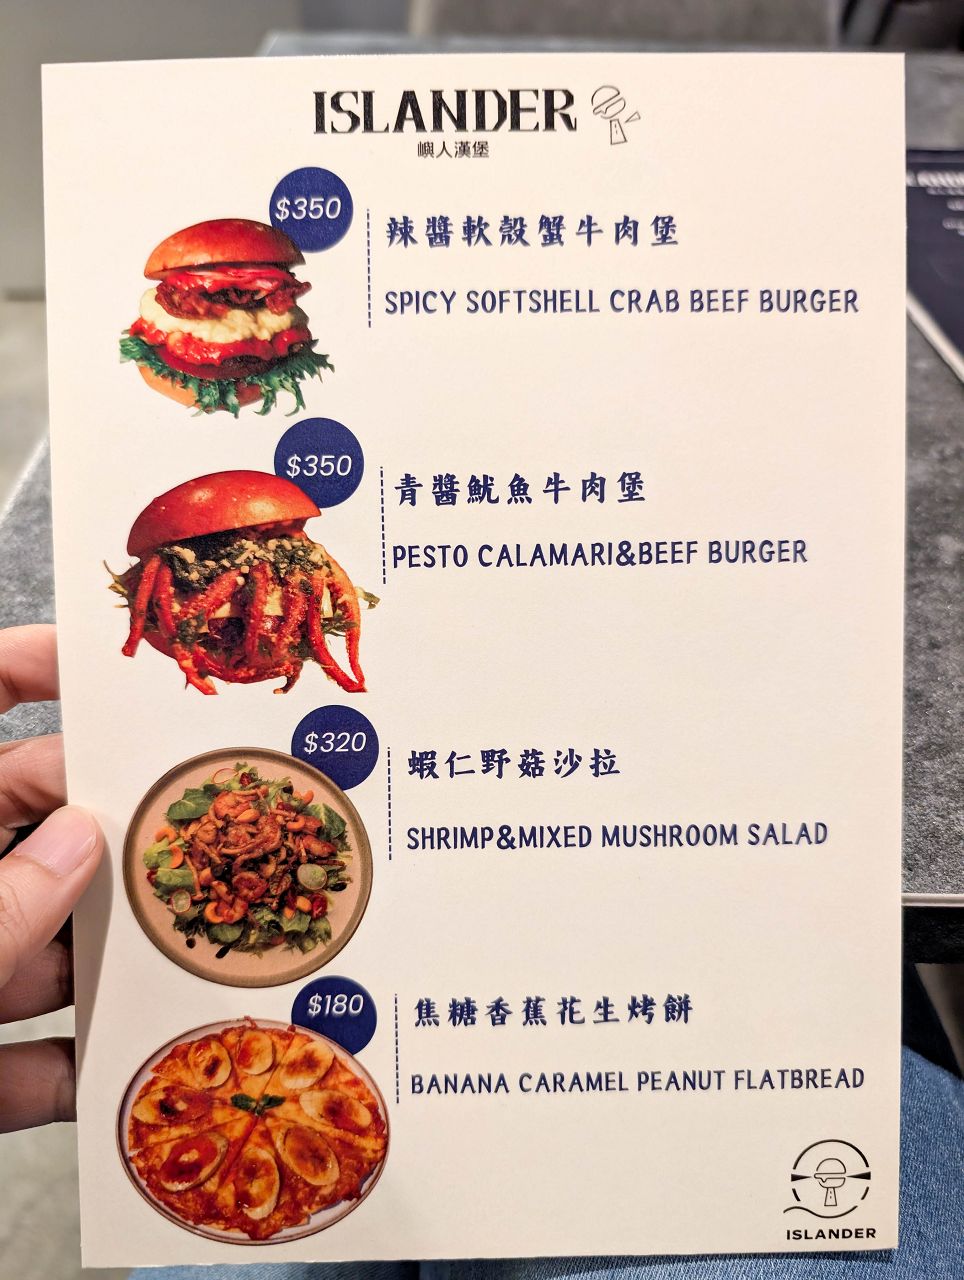 ISLANDER
嶼人漢堡
$350
辣醬軟殼蟹牛肉堡
SPICY SOFTSHELL CRAB BEEF BURGER
$350
青醬魷魚牛肉堡
PESTO CALAMARI&BEEF BURGER
$320
蝦仁野菇沙拉
SHRIMP&MIXED MUSHROOM SALAD
$180
焦糖香蕉花生烤餅
BANANA CARAMEL PEANUT FLATBREAD
ISLANDER